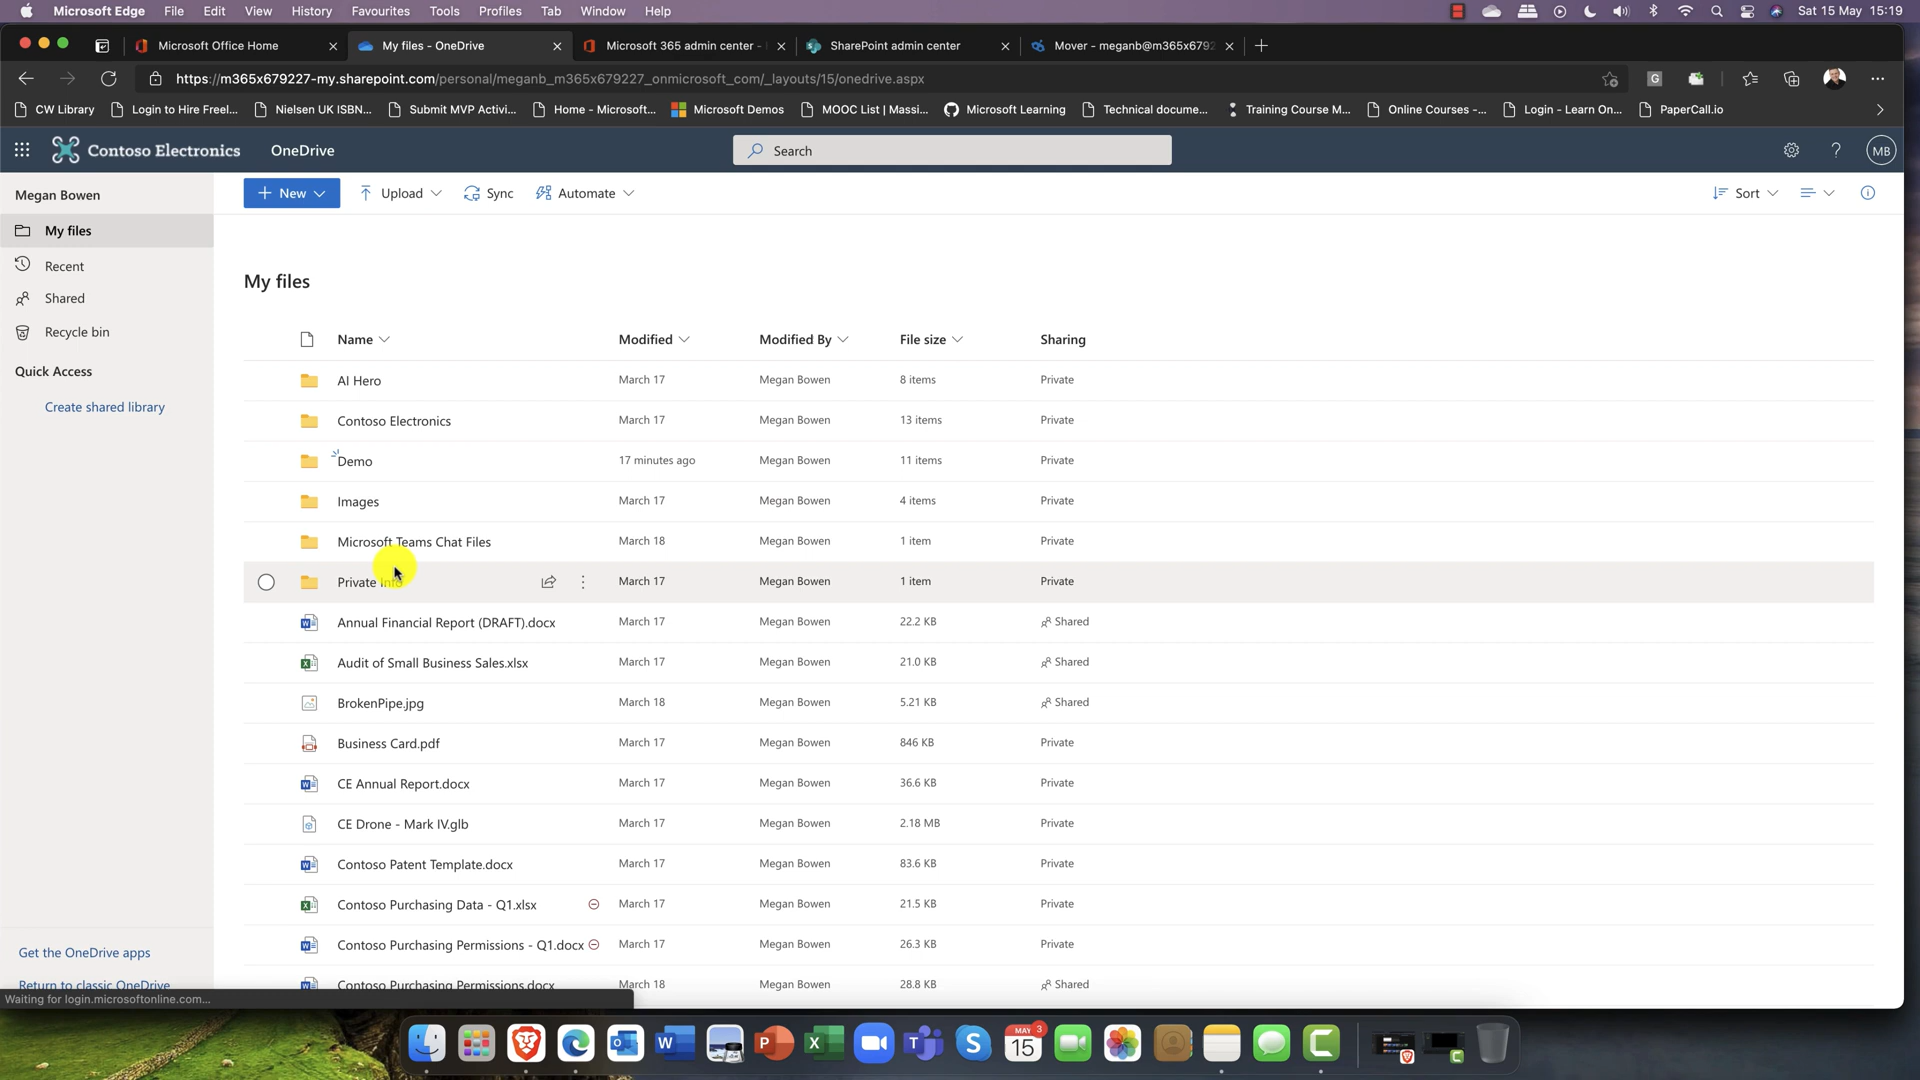 Microsoft Edge File Edit View History Favourites Tools Profiles Tab Window Help Sat 15 May 15:19
Microsoft Office Home My files - OneDrive Microsoft 365 admin center - SharePoint admin center Mover - meganb@m365x6792
https://m365x679227-my.sharepoint.com/personal/meganb_m365x679227_onmicrosoft_com/_layouts/15/onedrive.aspx
CW Library Login to Hire Freel... Nielsen UK ISBN... Submit MVP Activi... Home - Microsoft... Microsoft Demos MOOC List | Massi... Microsoft Learning Technical docume... Training Course M... Online Courses -... Login - Learn On... PaperCall.io
Contoso Electronics OneDrive Search ? MB
Megan Bowen
New Upload Sync Automate Sort
My files
Recent
Shared
Recycle bin
Quick Access
Create shared library
Get the OneDrive apps
Return to classic OneDrive
My files
Name Modified Modified By File size Sharing
AI Hero March 17 Megan Bowen 8 items Private
Contoso Electronics March 17 Megan Bowen 13 items Private
Demo 17 minutes ago Megan Bowen 11 items Private
Images March 17 Megan Bowen 4 items Private
Microsoft Teams Chat Files March 18 Megan Bowen 1 item Private
Private Info March 17 Megan Bowen 1 item Private
Annual Financial Report (DRAFT).docx March 17 Megan Bowen 22.2 KB Shared
Audit of Small Business Sales.xlsx March 17 Megan Bowen 21.0 KB Shared
BrokenPipe.jpg March 18 Megan Bowen 5.21 KB Shared
Business Card.pdf March 17 Megan Bowen 846 KB Private
CE Annual Report.docx March 17 Megan Bowen 36.6 KB Private
CE Drone - Mark IV.glb March 17 Megan Bowen 2.18 MB Private
Contoso Patent Template.docx March 17 Megan Bowen 83.6 KB Private
Contoso Purchasing Data - Q1.xlsx March 17 Megan Bowen 21.5 KB Private
Contoso Purchasing Permissions - Q1.docx March 17 Megan Bowen 26.3 KB Private
Contoso Purchasing Permissions.docx March 18 Megan Bowen 28.8 KB Shared
Waiting for login.microsoftonline.com...
MAY 3
15